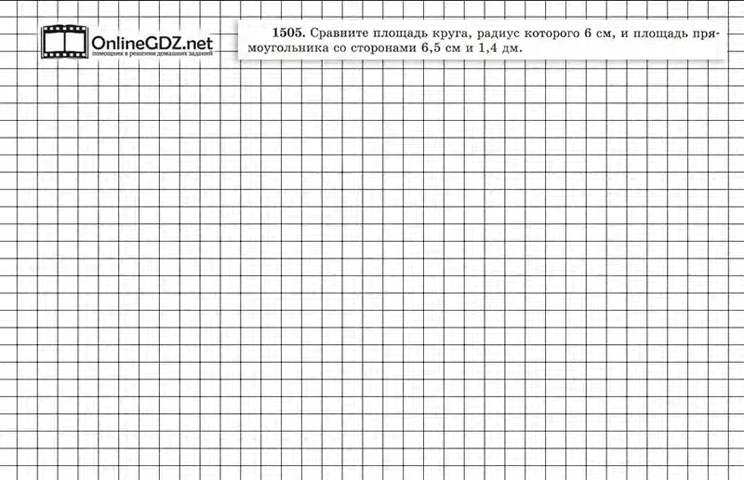 OnlineGDZ.net
помощник в решении домашних заданий
1505. Сравните площадь круга, радиус которого 6 см, и площадь пря-
моугольника со сторонами 6,5 см и 1,4 дм.